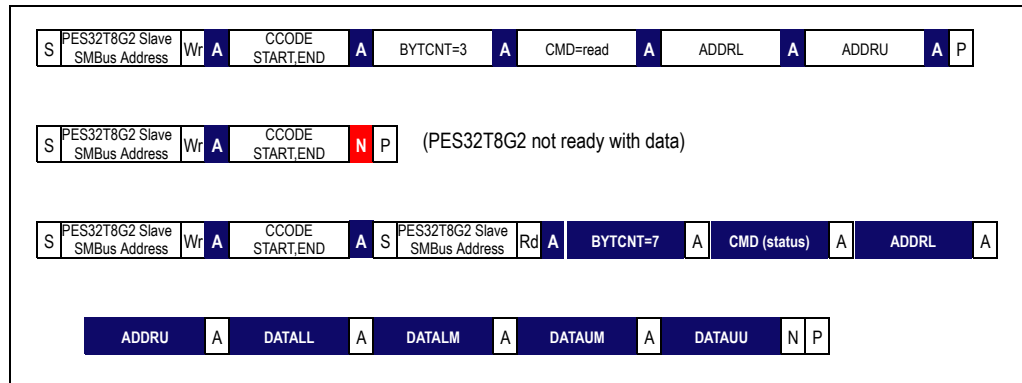 S PES32T8G2 Slave SMBus Address Wr A CCODE START,END A BYTCNT=3 A CMD=read A ADDRL A ADDRU A P
S PES32T8G2 Slave SMBus Address Wr A CCODE START,END N P (PES32T8G2 not ready with data)
S PES32T8G2 Slave SMBus Address Wr A CCODE START,END A S PES32T8G2 Slave SMBus Address Rd A BYTCNT=7 A CMD (status) A ADDRL A
ADDRU A DATALL A DATALM A DATAUM A DATAUU N P